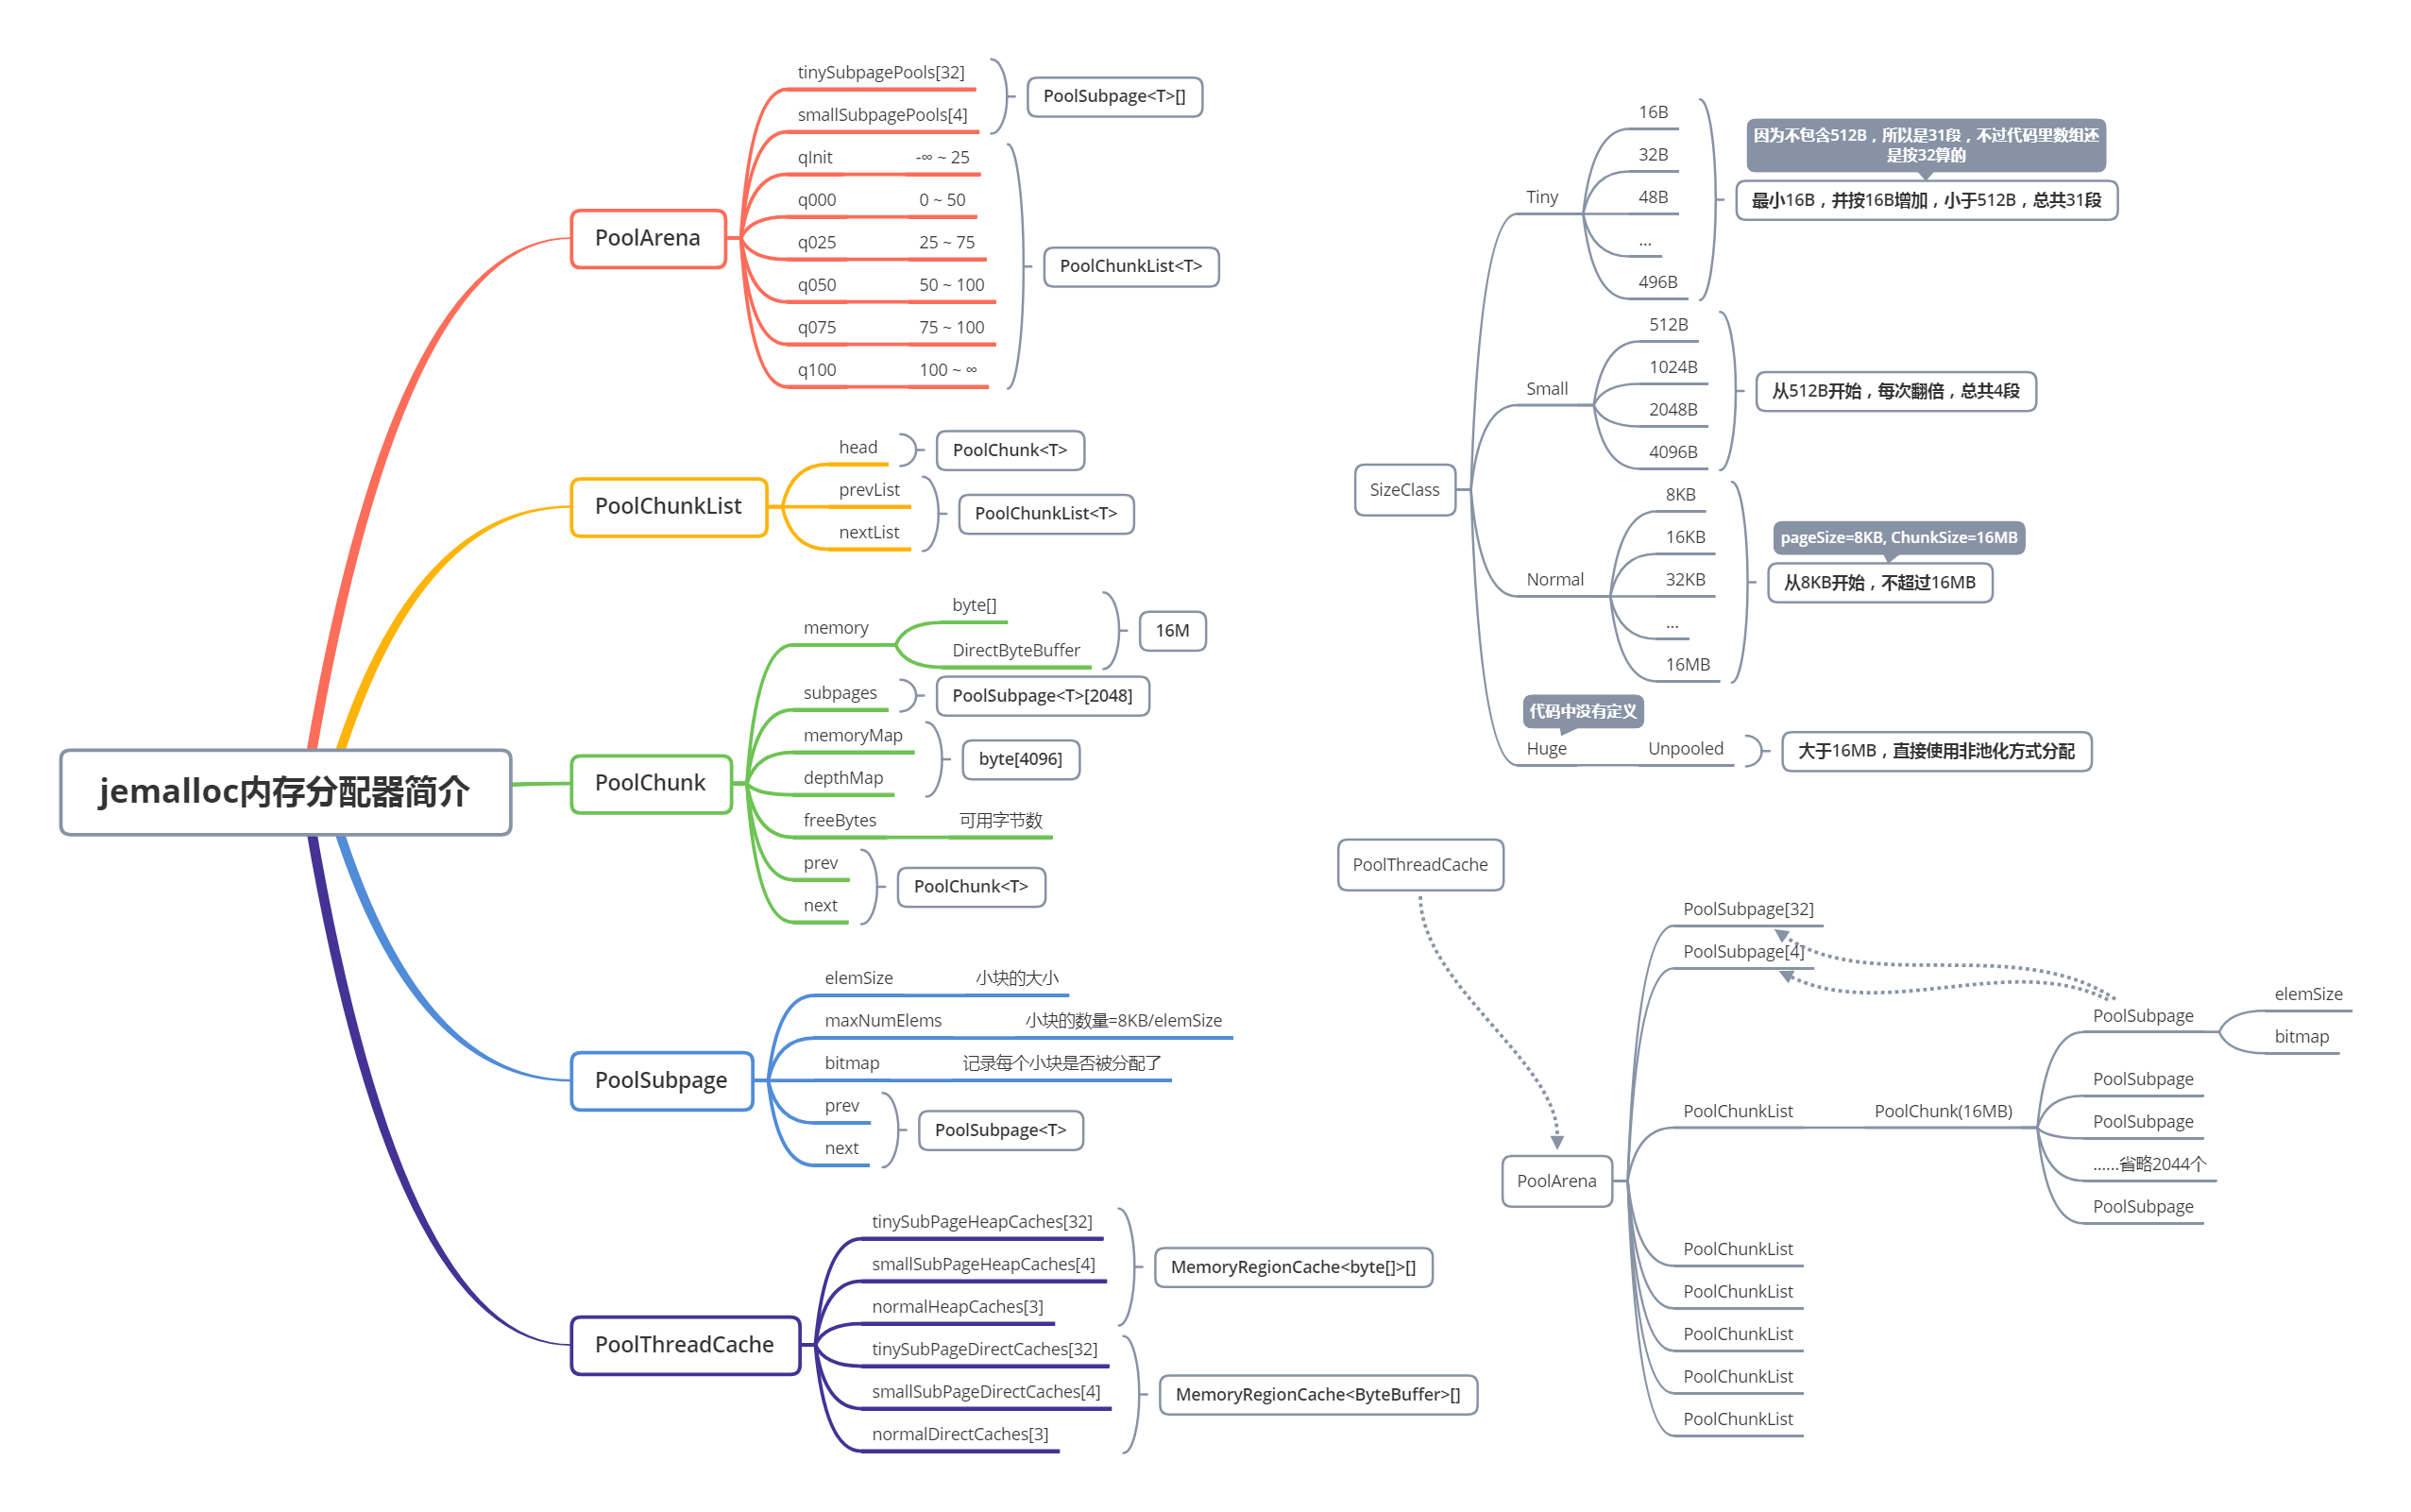 jemalloc内存分配器简介
PoolArena
tinySubpagePools[32]
smallSubpagePools[4]
PoolSubpage<T>[]
qInit
-∞ ~ 25
q000
0 ~ 50
q025
25 ~ 75
q050
50 ~ 100
q075
75 ~ 100
q100
100 ~ ∞
PoolChunkList<T>
PoolChunkList
head
PoolChunk<T>
prevList
nextList
PoolChunkList<T>
PoolChunk
memory
byte[]
DirectByteBuffer
16M
subpages
PoolSubpage<T>[2048]
memoryMap
depthMap
byte[4096]
freeBytes
可用字节数
prev
next
PoolChunk<T>
PoolSubpage
elemSize
小块的大小
maxNumElems
小块的数量=8KB/elemSize
bitmap
记录每个小块是否被分配了
prev
next
PoolSubpage<T>
PoolThreadCache
tinySubPageHeapCaches[32]
smallSubPageHeapCaches[4]
normalHeapCaches[3]
MemoryRegionCache<byte[]>[]
tinySubPageDirectCaches[32]
smallSubPageDirectCaches[4]
normalDirectCaches[3]
MemoryRegionCache<ByteBuffer>[]
SizeClass
Tiny
16B
32B
48B
...
496B
因为不包含512B，所以是31段，不过代码里数组还
是按32算的
最小16B，并按16B增加，小于512B，总共31段
Small
512B
1024B
2048B
4096B
从512B开始，每次翻倍，总共4段
Normal
8KB
16KB
32KB
...
16MB
pageSize=8KB, ChunkSize=16MB
从8KB开始，不超过16MB
代码中没有定义
Huge
Unpooled
大于16MB，直接使用非池化方式分配
PoolThreadCache
PoolArena
PoolSubpage[32]
PoolSubpage[4]
PoolChunkList
PoolChunk(16MB)
PoolSubpage
elemSize
bitmap
PoolSubpage
PoolSubpage
......省略2044个
PoolSubpage
PoolChunkList
PoolChunkList
PoolChunkList
PoolChunkList
PoolChunkList